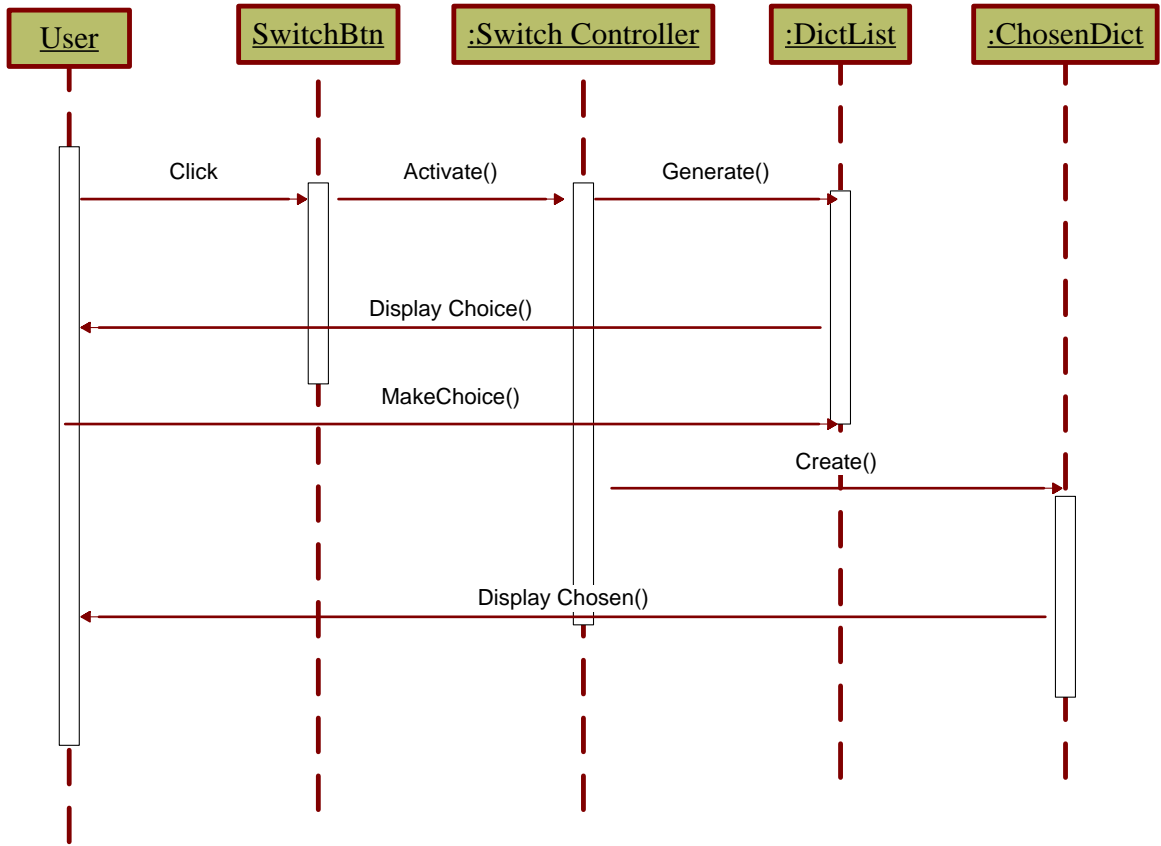 User
SwitchBtn
:Switch Controller
:DictList
:ChosenDict
Click
Activate()
Generate()
Display Choice()
MakeChoice()
Create()
Display Chosen()